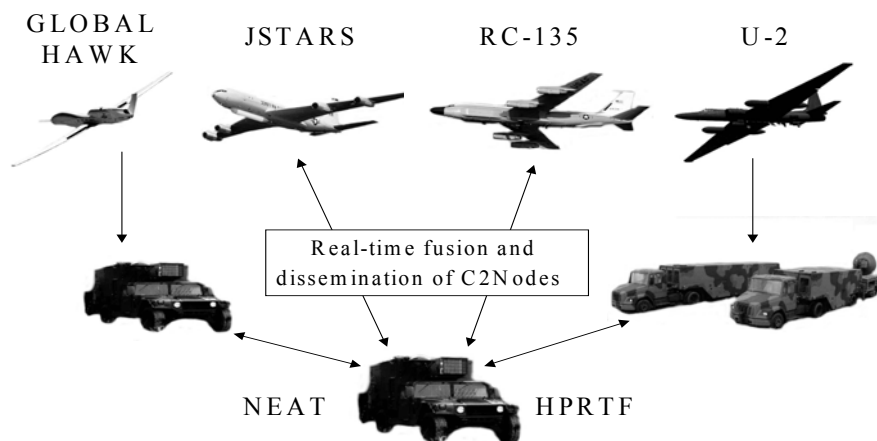 GLOBAL
HAWK
JSTARS
RC-135
U-2
Real-time fusion and
dissemination of C2Nodes
NEAT
HPRTF